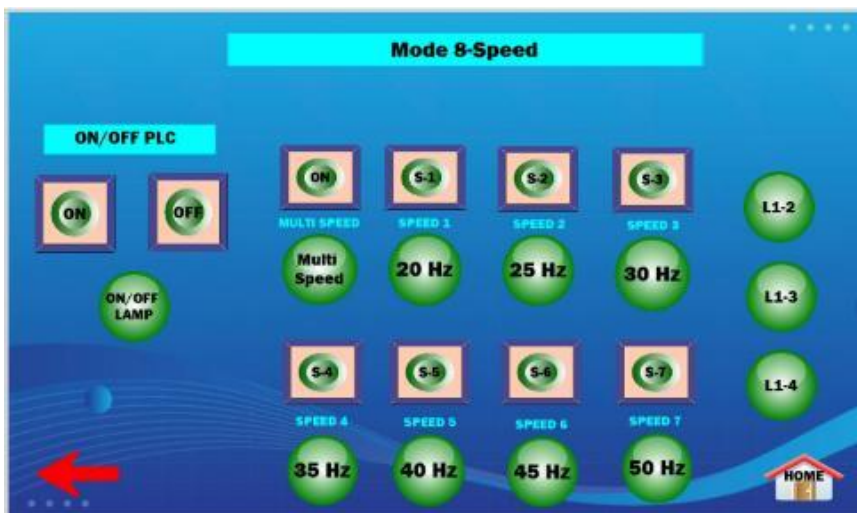 Mode 8-Speed
ON/OFF PLC
ON
OFF
ON/OFF
LAMP
ON
S-1
S-2
S-3
MULTI SPEED
SPEED 1
SPEED 2
SPEED 3
Multi
Speed
20 Hz
25 Hz
30 Hz
S-4
S-5
S-6
S-7
SPEED 4
SPEED 5
SPEED 6
SPEED 7
35 Hz
40 Hz
45 Hz
50 Hz
L1-2
L1-3
L1-4
HOME